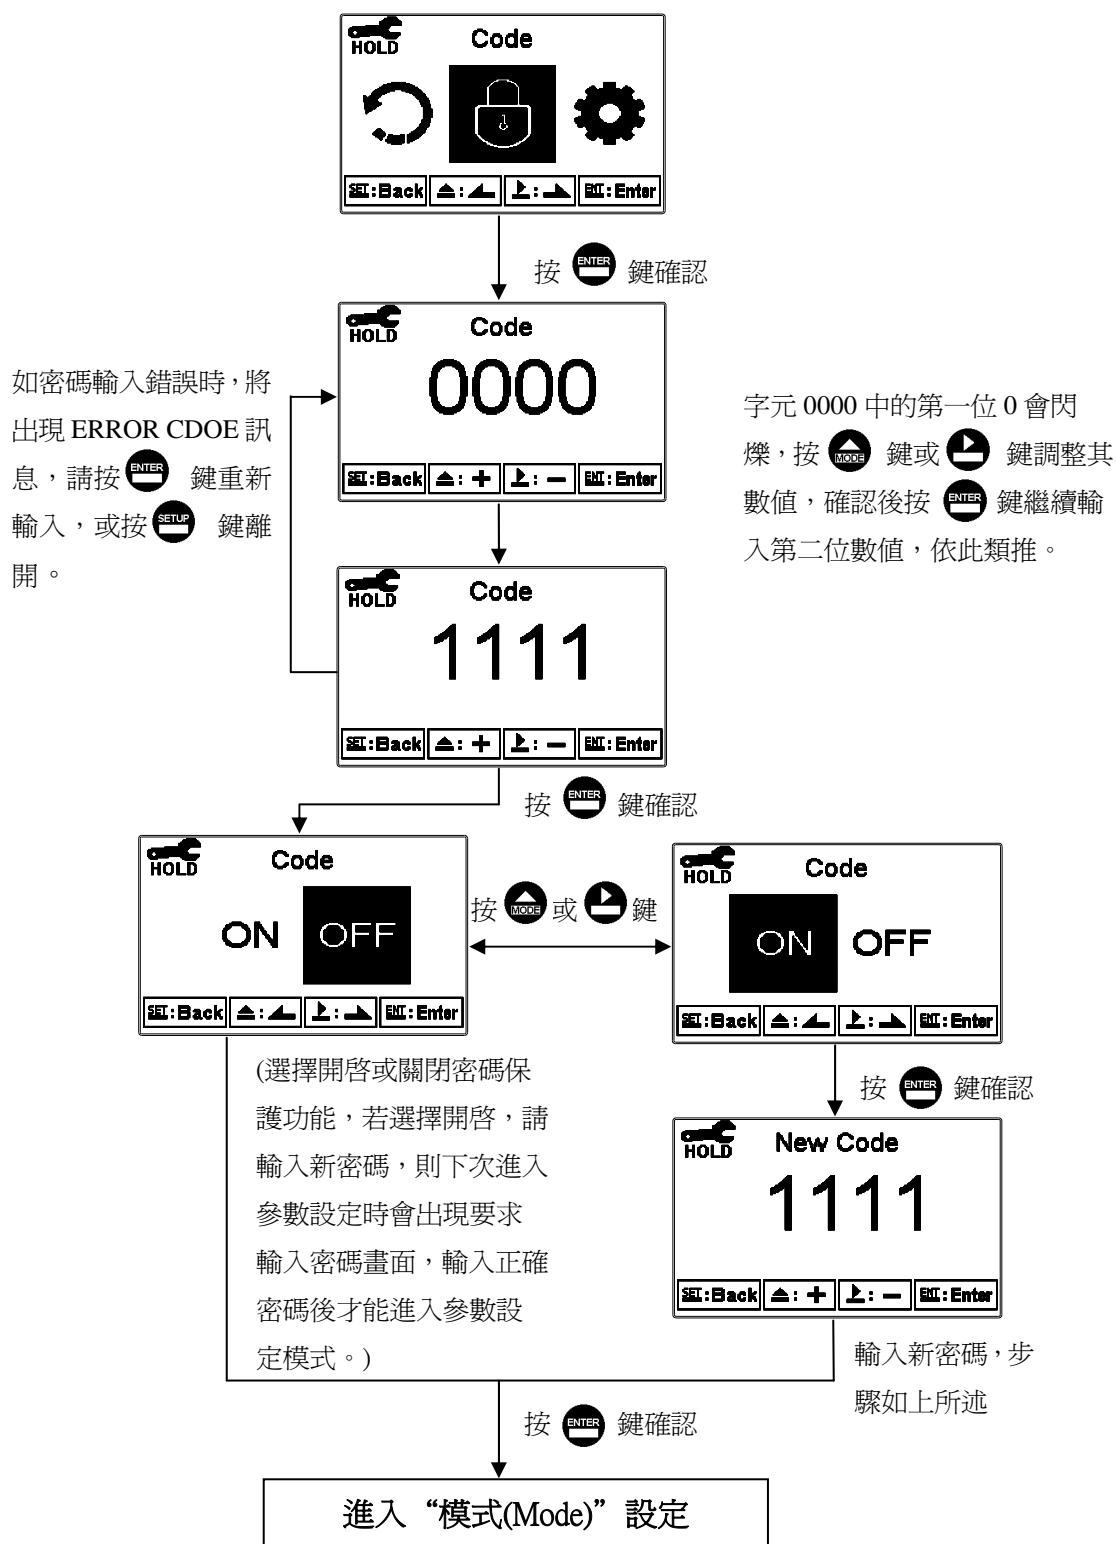 HOLD
Code
SET:Back
:
:
ENT:Enter
按 ENTER 鍵確認
HOLD
Code
0000
SET:Back
: +
: －
ENT:Enter
如密碼輸入錯誤時，將
出現 ERROR CDOE 訊
息，請按 ENTER 鍵重新
輸入，或按 SETUP 鍵離
開。
字元 0000 中的第一位 0 會閃
爍，按 MODE 鍵或 鍵調整其
數值，確認後按 ENTER 鍵繼續輸
入第二位數值，依此類推。
HOLD
Code
1111
SET:Back
: +
: －
ENT:Enter
按 ENTER 鍵確認
HOLD
Code
ON OFF
SET:Back
:
:
ENT:Enter
按 MODE 或 鍵
HOLD
Code
ON OFF
SET:Back
:
:
ENT:Enter
(選擇開啓或關閉密碼保
護功能，若選擇開啓，請
輸入新密碼，則下次進入
參數設定時會出現要求
輸入密碼畫面，輸入正確
密碼後才能進入參數設
定模式。)
按 ENTER 鍵確認
HOLD
New Code
1111
SET:Back
: +
: －
ENT:Enter
輸入新密碼，步
驟如上所述
按 ENTER 鍵確認
進入“模式(Mode)”設定